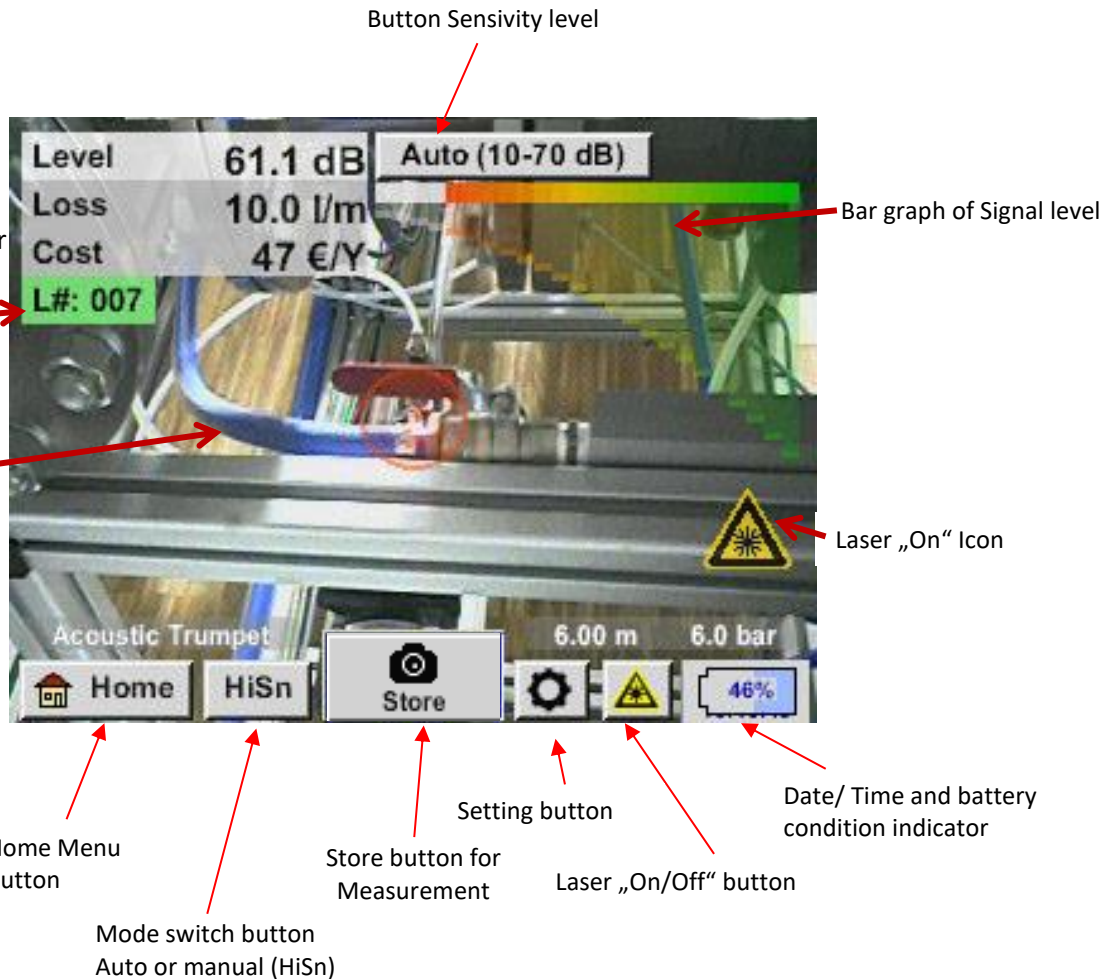 Button Sensivity level
Level 61.1 dB
Auto (10-70 dB)
Loss 10.0 l/m
Bar graph of Signal level
r
Cost 47 €/Y
L#: 007
Laser „On“ Icon
Acoustic Trumpet 6.00 m 6.0 bar
Home HiSn
Store
46%
Date/ Time and battery
condition indicator
Setting button
ome Menu
utton
Store button for
Measurement
Laser „On/Off“ button
Mode switch button
Auto or manual (HiSn)